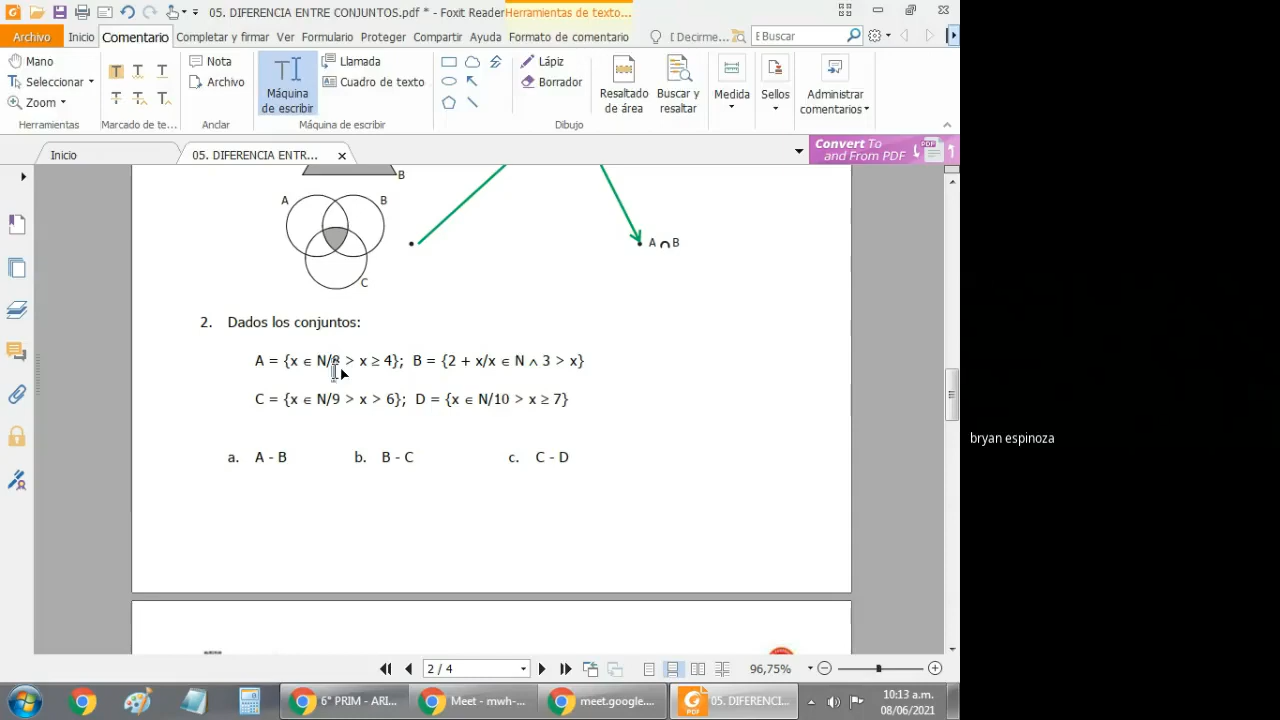 05. DIFERENCIA ENTRE CONJUNTOS.pdf * - Foxit Reader
Herramientas de texto...
Archivo Inicio Comentario Completar y firmar Ver Formulario Proteger Compartir Ayuda Formato de comentario [Decirme... Buscar
Mano
Seleccionar
Zoom
Nota
Archivo
Máquina de escribir
Llamada
Cuadro de texto
Lápiz
Borrador
Resaltado de área
Buscar y resaltar
Medida
Sellos
Administrar comentarios
Herramientas Marcado de te... Anclar Máquina de escribir Dibujo
Inicio 05. DIFERENCIA ENTR...
Convert To
and From PDF
PDF
B
A B
C
A ∩ B
2. Dados los conjuntos:
A = {x ∈ N/8 > x ≥ 4}; B = {2 + x/x ∈ N ∧ 3 > x}
C = {x ∈ N/9 > x > 6}; D = {x ∈ N/10 > x ≥ 7}
a. A - B b. B - C c. C - D
bryan espinoza
2 / 4 96,75%
6° PRIM - ARI... Meet - mwh-... meet.google.... 05. DIFERENCI...
10:13 a.m.
08/06/2021